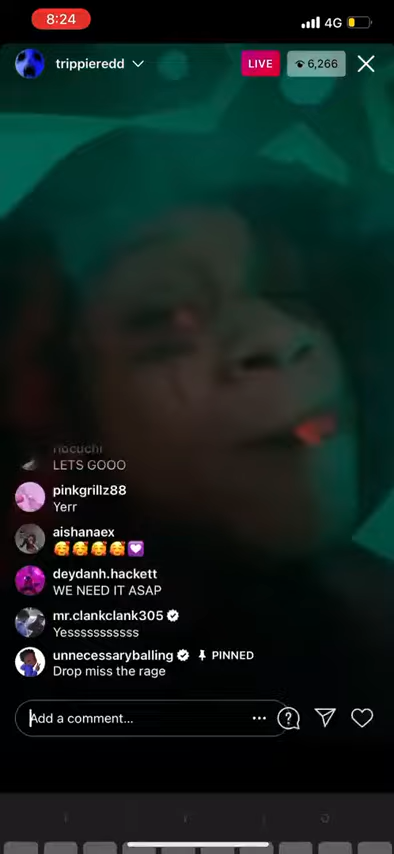 8:24
4G
trippieredd
LIVE
6,266
LETS GOOO
pinkgrillz88
Yerr
aishanaex
deydanh.hackett
WE NEED IT ASAP
mr.clankclank305
Yesssssssssss
unnecessaryballing PINNED
Drop miss the rage
Add a comment...